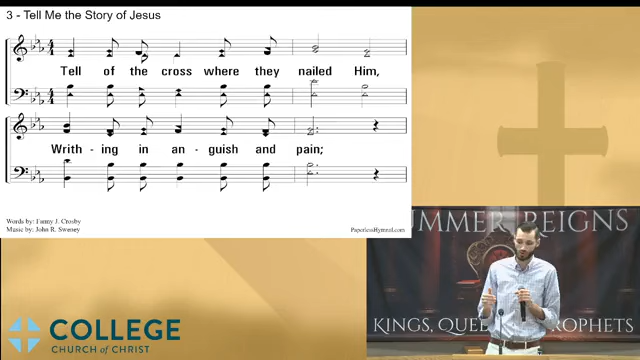 3 - Tell Me the Story of Jesus
Tell of the cross where they nailed Him,
Writh - ing in an - guish and pain;
Words by: Fanny J. Crosby
Music by: John R. Sweney
PaperlessHymnal.com
UMMER REIGNS
KINGS, QUE PROPHETS
COLLEGE
CHURCH of CHRIST